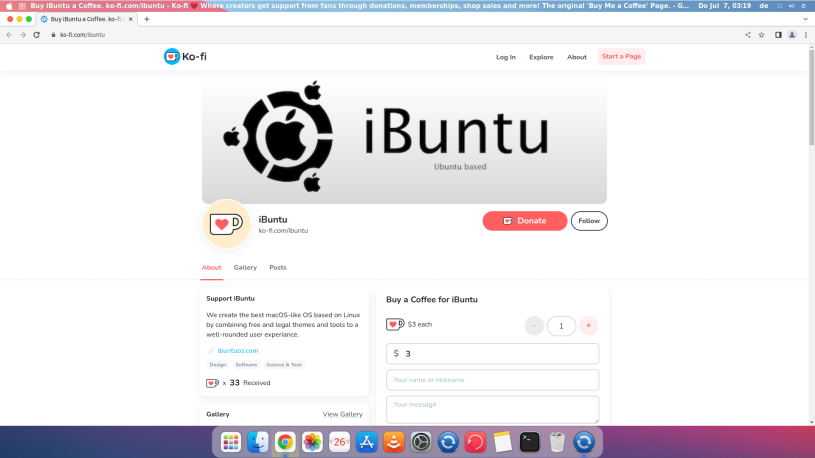 Buy IBuntu a Coffee. ko-fi.com/ibuntu - Ko-fi ❤️ Where creators get support from fans through donations, memberships, shop sales and more! The original 'Buy Me a Coffee' Page. - G...
Do Jul 7, 03:19
de
Buy IBuntu a Coffee. ko-fi
ko-fi.com/ibuntu
Ko-fi
Log In
Explore
About
Start a Page
iBuntu
Ubuntu based
iBuntu
ko-fi.com/ibuntu
Donate
Follow
About
Gallery
Posts
Support iBuntu
We create the best macOS-like OS based on Linux
by combining free and legal themes and tools to a
well-rounded user experiance.
ibuntuos.com
Design
Software
Science & Tech
x 33 Received
Gallery
View Gallery
Buy a Coffee for iBuntu
$3 each
-
1
+
$ 3
Your name or nickname
Your message
26